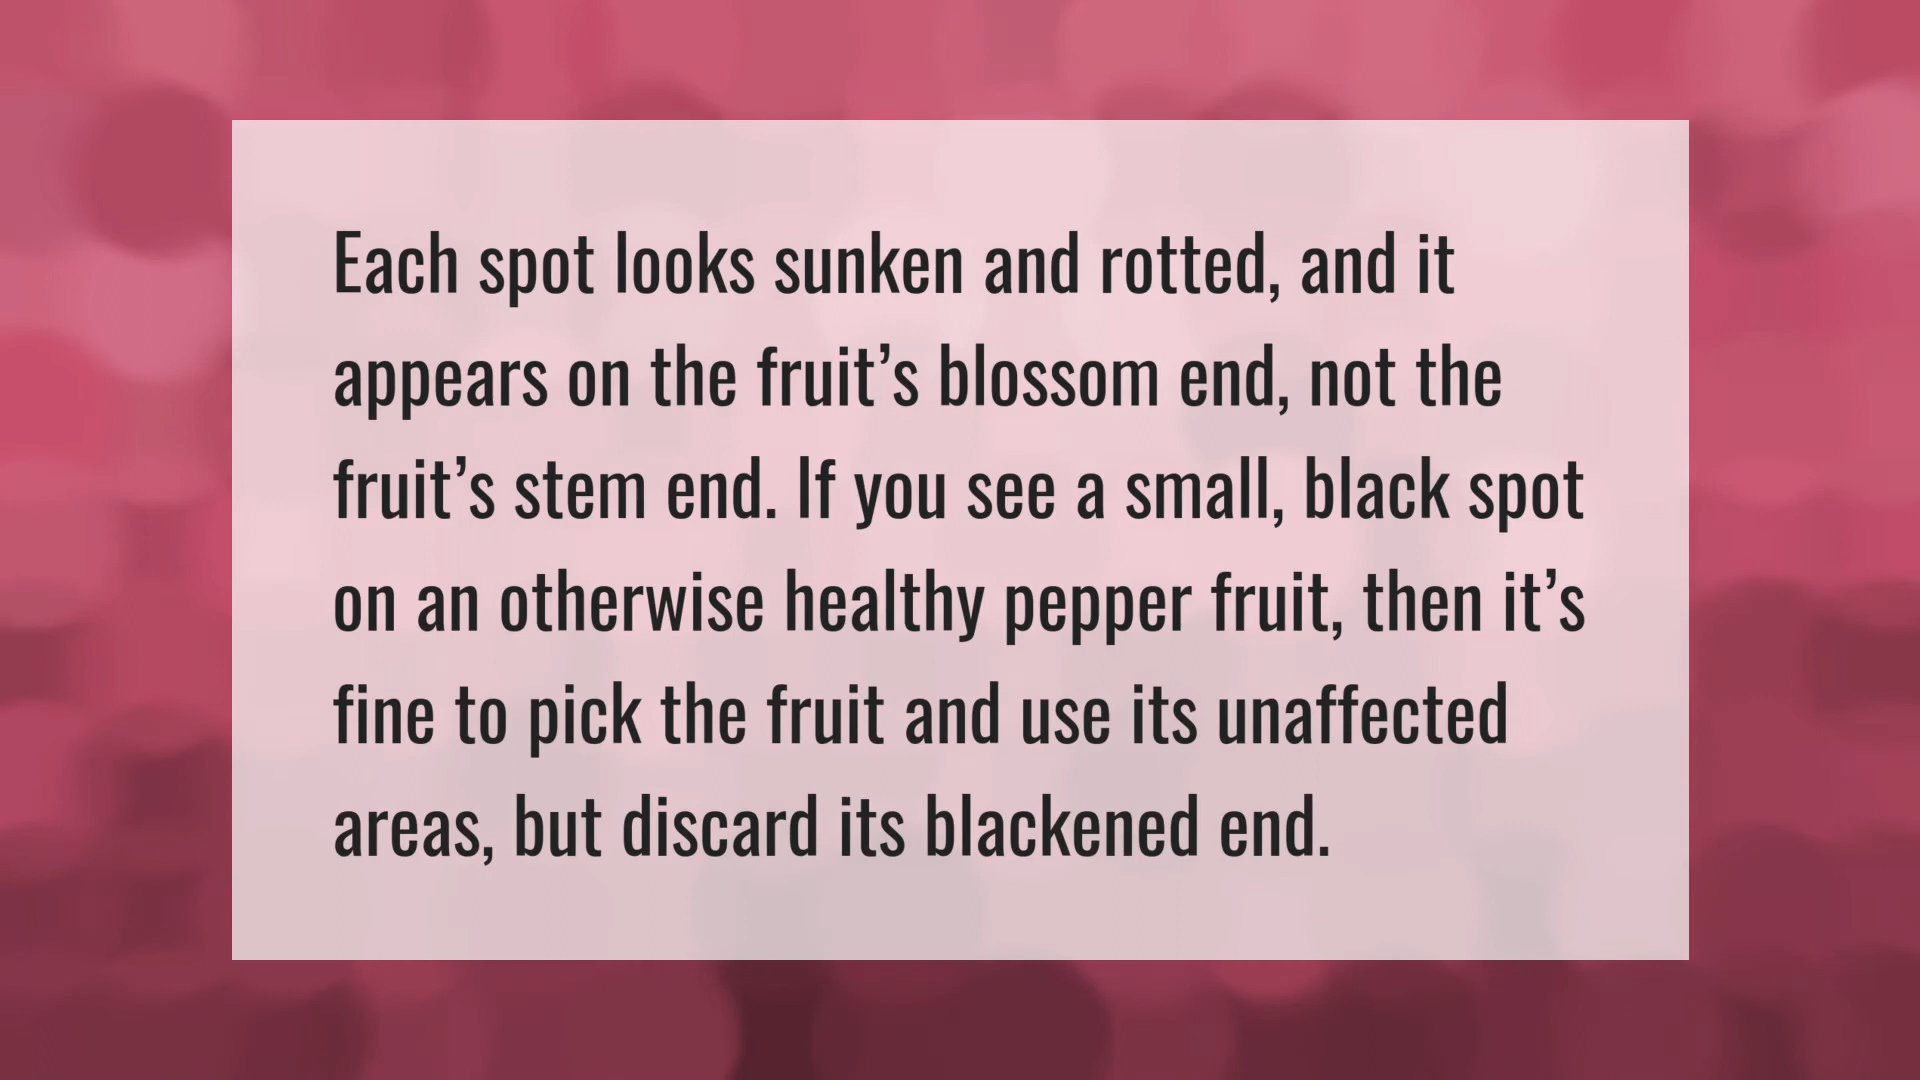 Each spot looks sunken and rotted, and it
appears on the fruit’s blossom end, not the
fruit’s stem end. If you see a small, black spot
on an otherwise healthy pepper fruit, then it’s
fine to pick the fruit and use its unaffected
areas, but discard its blackened end.